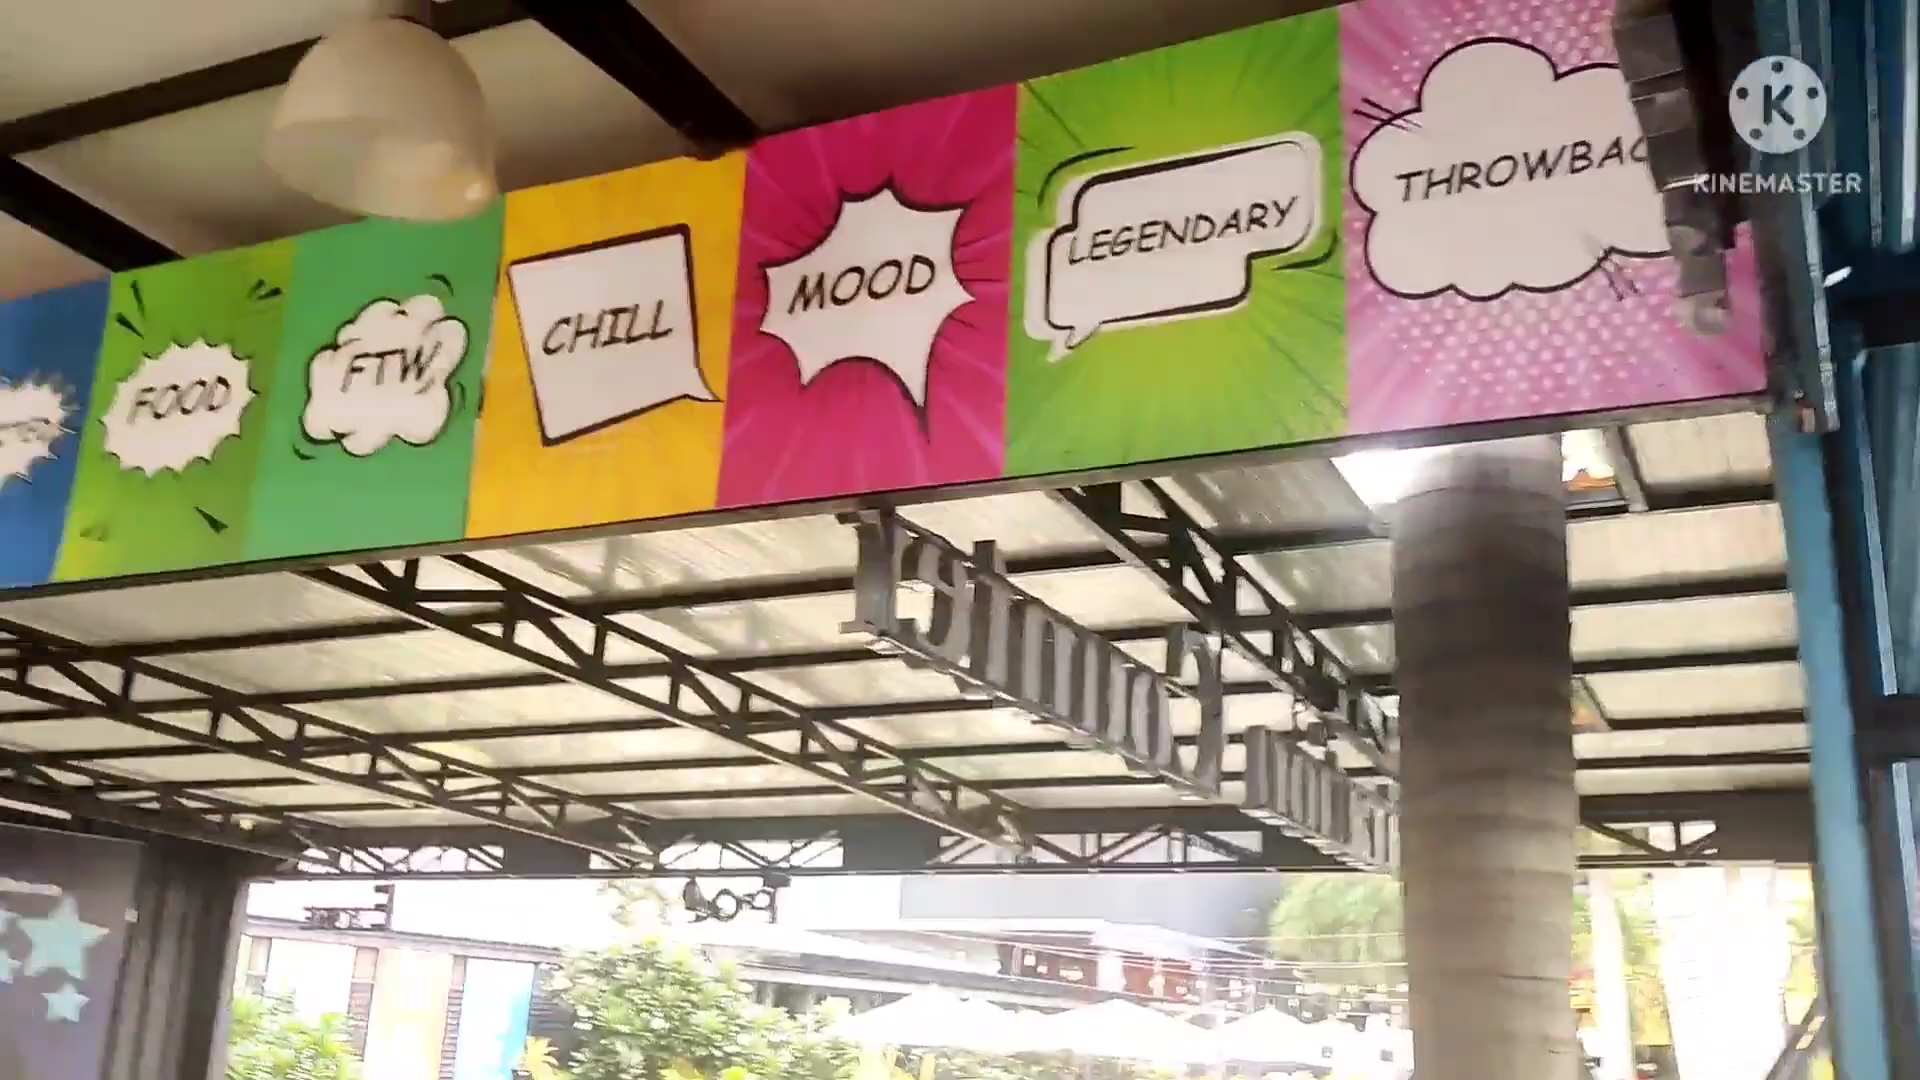 FOOD
FTW
CHILL
MOOD
LEGENDARY
THROWBAC
K
KINEMASTER